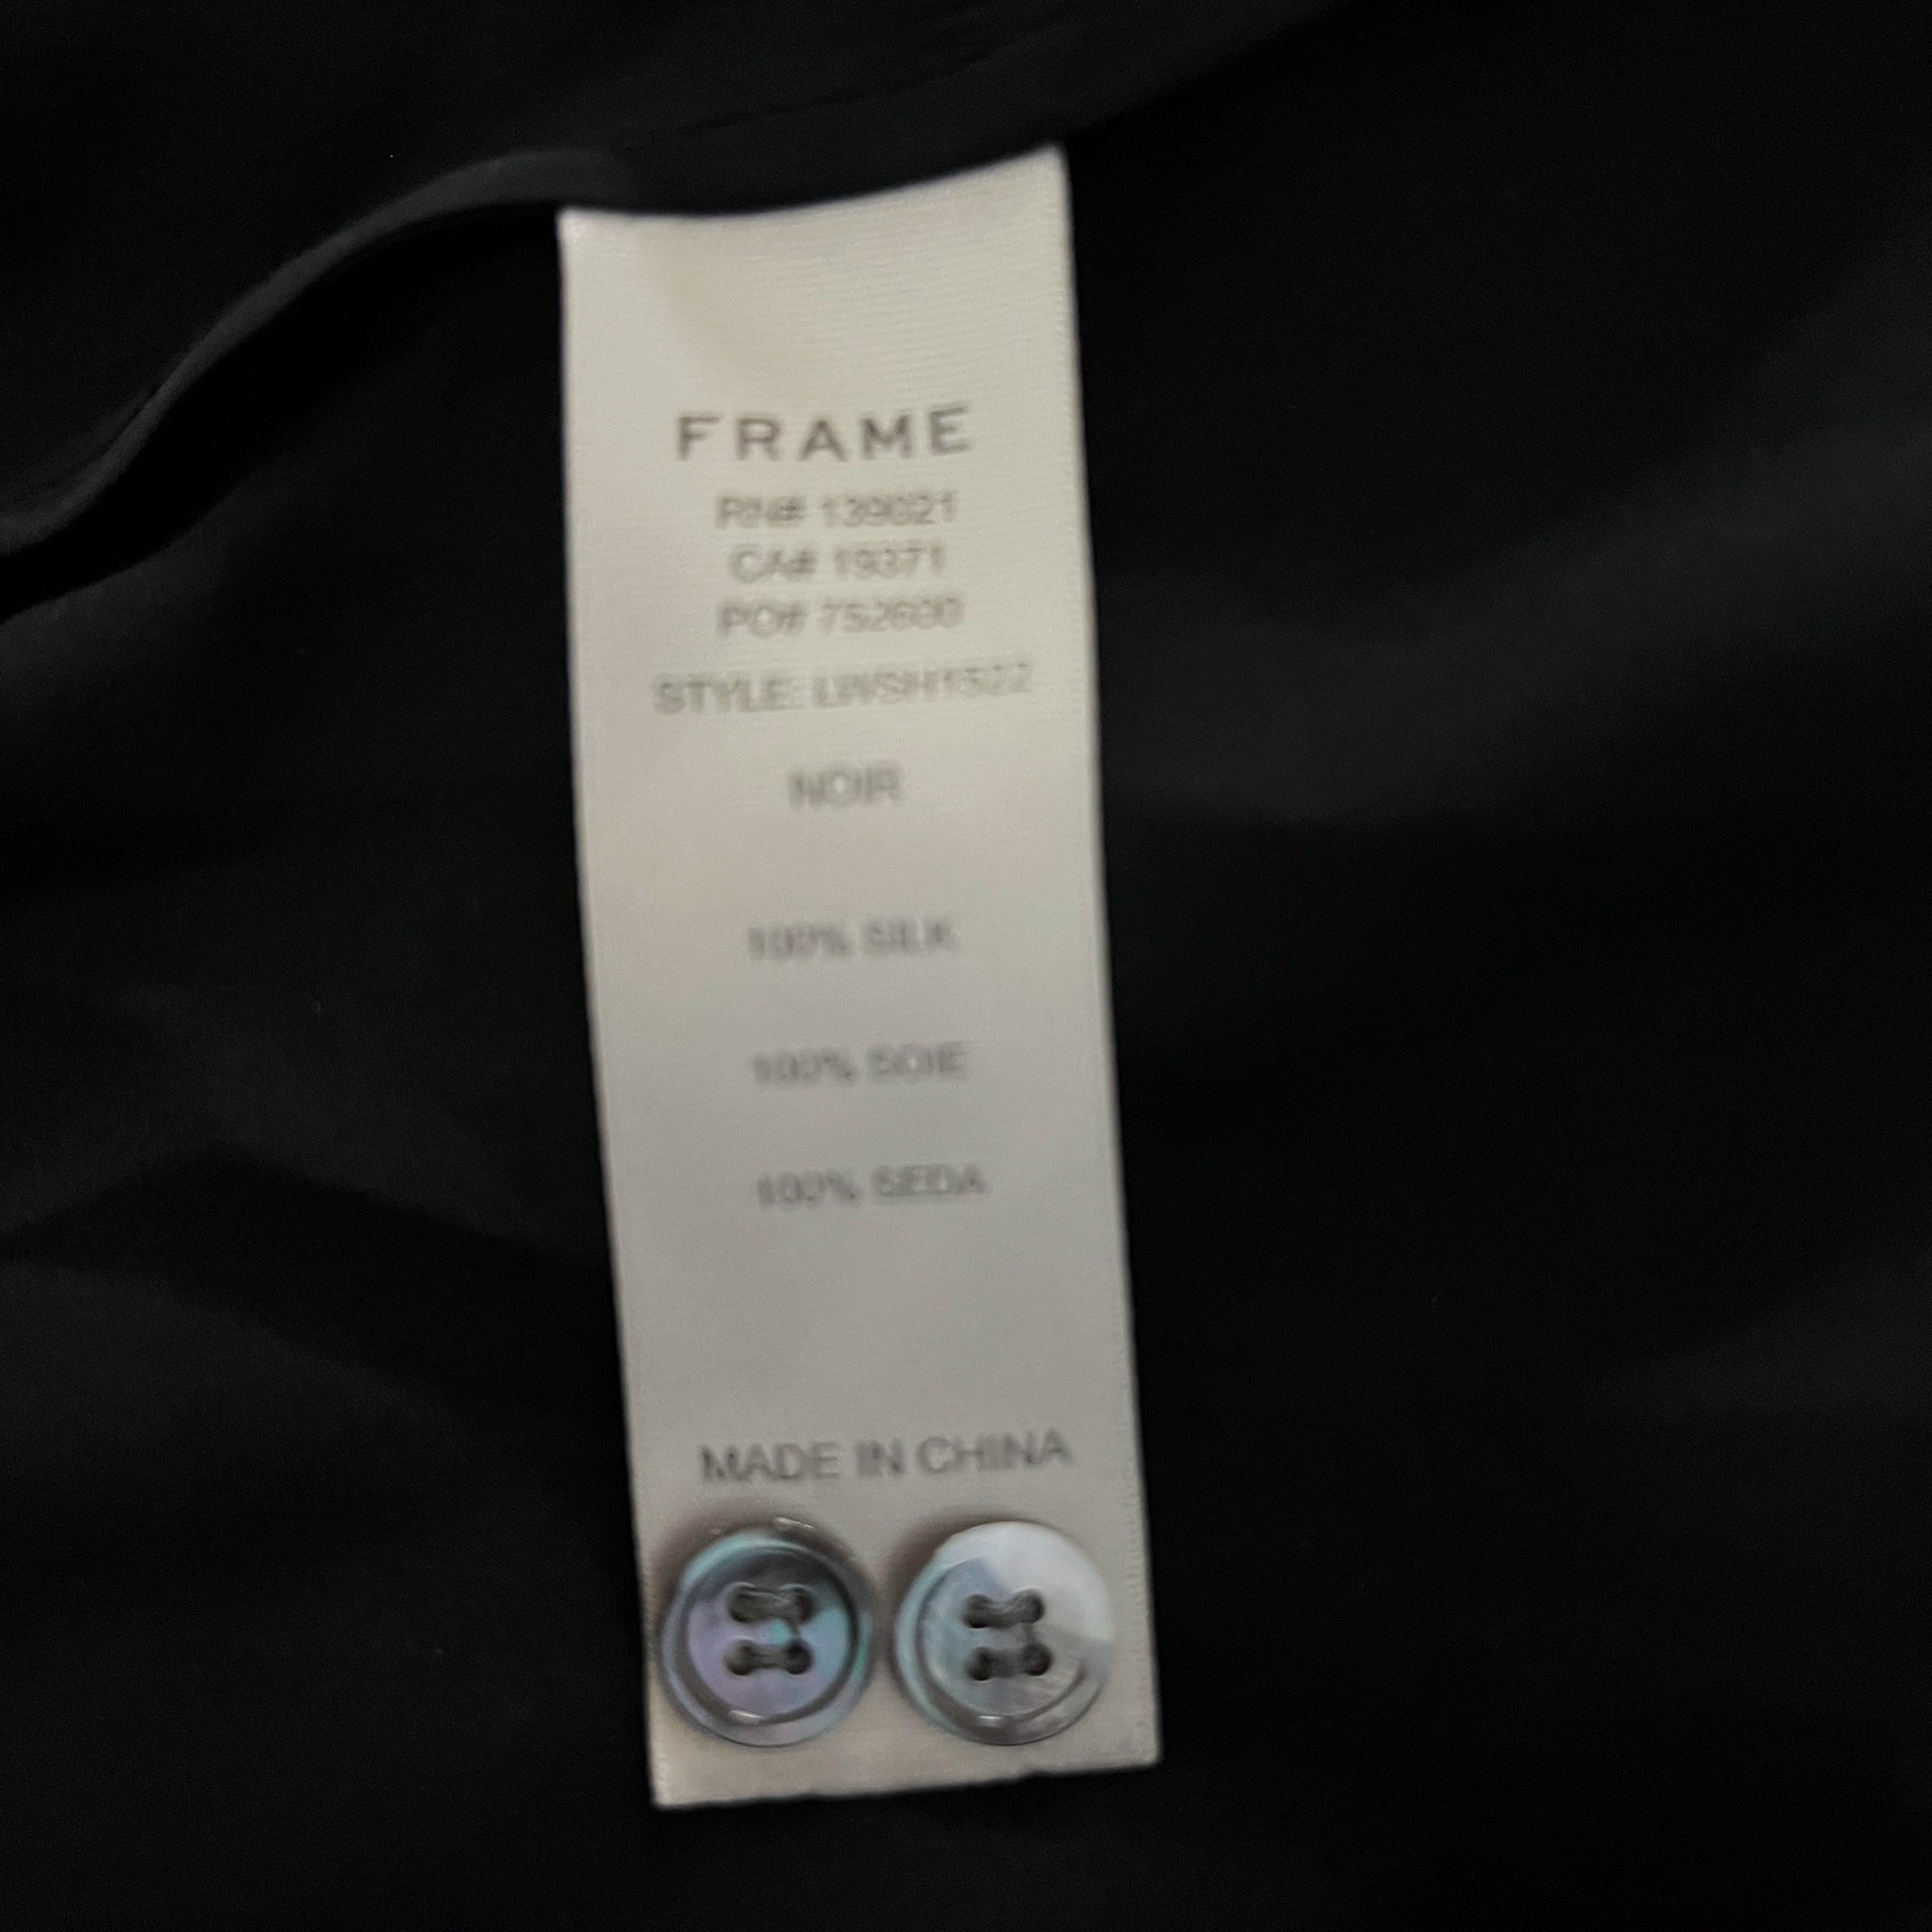 FRAME
RN# 139021
CA# 19371
PO# 752600
STYLE: LWSH1522
NOIR
100% SILK
100% SOIE
100% SEDA
MADE IN CHINA